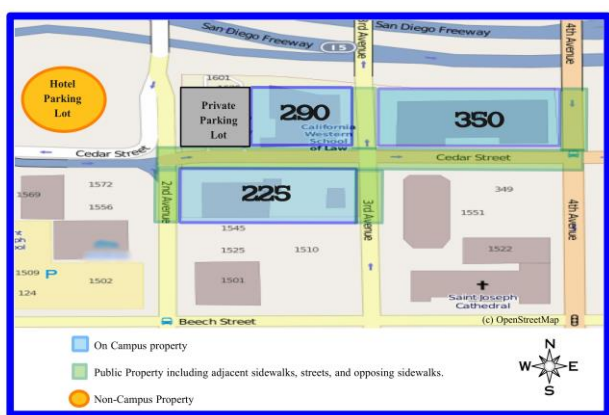 San Diego Freeway
15
San Diego Freeway
3rd Avenue
4th Avenue
Hotel
Parking
Lot
1601
Private
Parking
Lot
290
California
Western
School
of Law
350
Cedar Street
Cedar Street
2nd Avenue
225
3rd Avenue
4th Avenue
1569
1572
1556
349
1551
1545
1525
1510
1522
1509
P
124
1502
1501
Saint Joseph
Cathedral
Beech Street
(c) OpenStreetMap
On Campus property
Public Property including adjacent sidewalks, streets, and opposing sidewalks.
Non-Campus Property
N
W
E
S